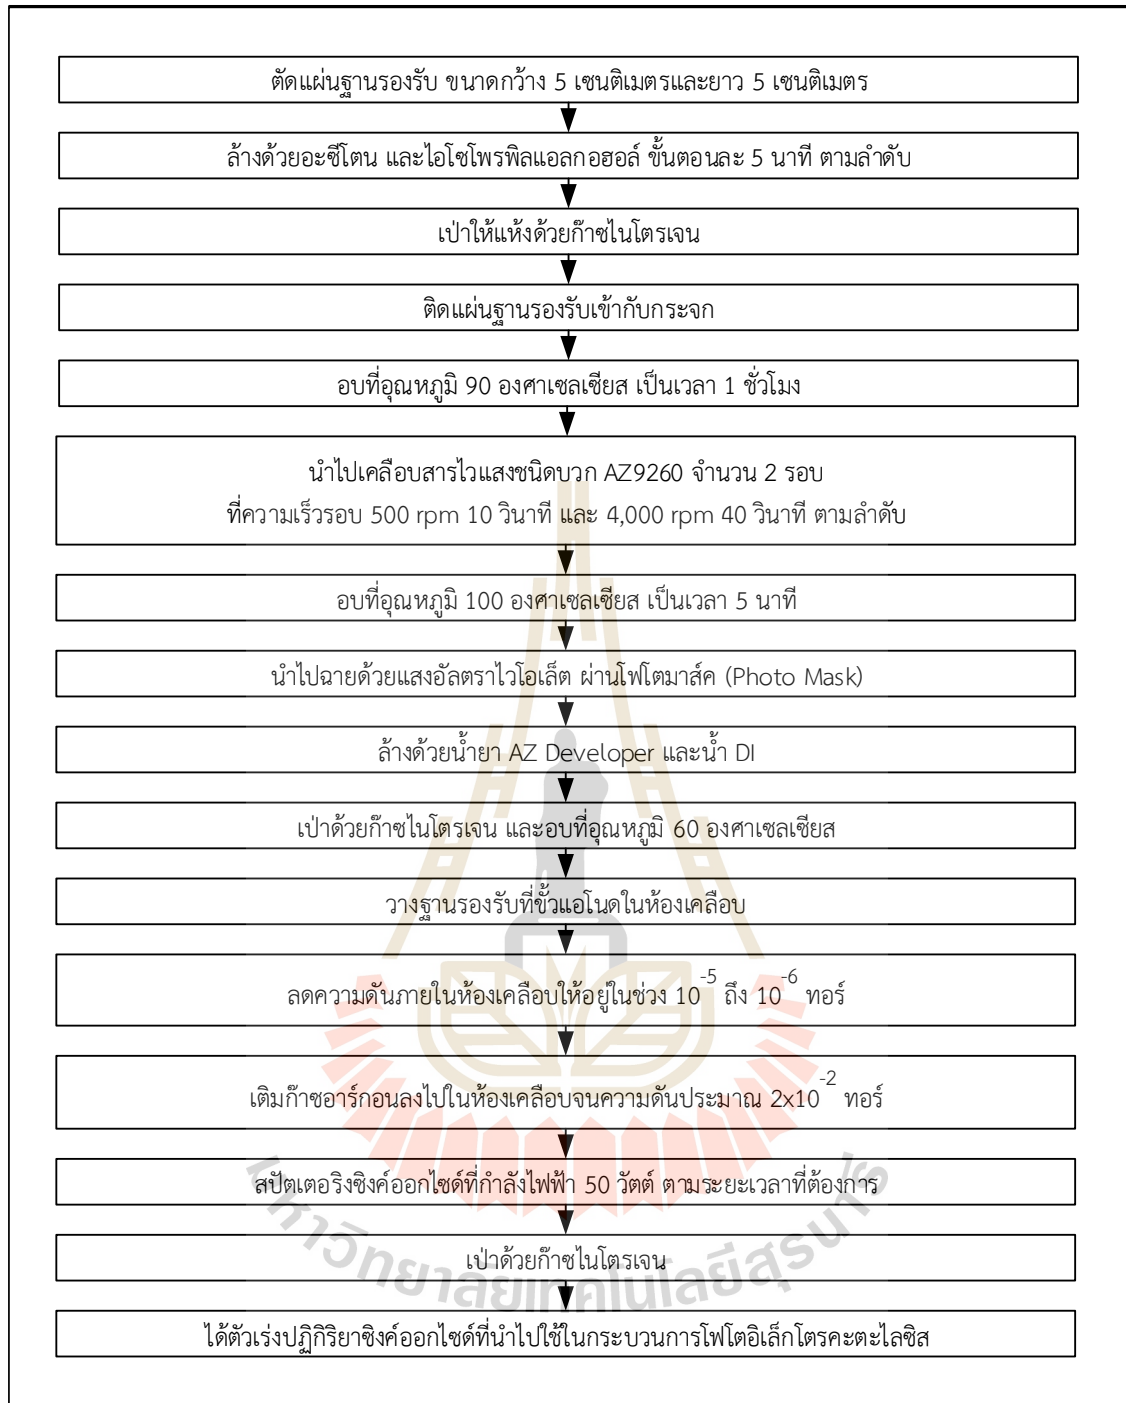 ตัดแผ่นฐานรองรับ ขนาดกว้าง 5 เซนติเมตรและยาว 5 เซนติเมตร
ล้างด้วยอะซีโตน และไอโซโพรพิลแอลกอฮอล์ ขั้นตอนละ 5 นาที ตามลำดับ
เป่าให้แห้งด้วยก๊าซไนโตรเจน
ติดแผ่นฐานรองรับเข้ากับกระจก
อบที่อุณหภูมิ 90 องศาเซลเซียส เป็นเวลา 1 ชั่วโมง
นำไปเคลือบสารไวแสงชนิดบวก AZ9260 จำนวน 2 รอบ
ที่ความเร็วรอบ 500 rpm 10 วินาที และ 4,000 rpm 40 วินาที ตามลำดับ
อบที่อุณหภูมิ 100 องศาเซลเซียส เป็นเวลา 5 นาที
นำไปฉายด้วยแสงอัลตราไวโอเล็ต ผ่านโฟโตมาส์ค (Photo Mask)
ล้างด้วยน้ำยา AZ Developer และน้ำ DI
เป่าด้วยก๊าซไนโตรเจน และอบที่อุณหภูมิ 60 องศาเซลเซียส
วางฐานรองรับที่ขั้วแอโนดในห้องเคลือบ
ลดความดันภายในห้องเคลือบให้อยู่ในช่วง 10⁻⁵ ถึง 10⁻⁶ ทอร์
เติมก๊าซอาร์กอนลงไปในห้องเคลือบจนความดันประมาณ 2x10⁻² ทอร์
สปัตเตอริงซิงค์ออกไซด์ที่กำลังไฟฟ้า 50 วัตต์ ตามระยะเวลาที่ต้องการ
เป่าด้วยก๊าซไนโตรเจน
มหาวิทยาลัยเทคโนโลยีสุรนารี
ได้ตัวเร่งปฏิกิริยาซิงค์ออกไซด์ที่นำไปใช้ในกระบวนการโฟโตอิเล็กโตรคะตะไลซิส